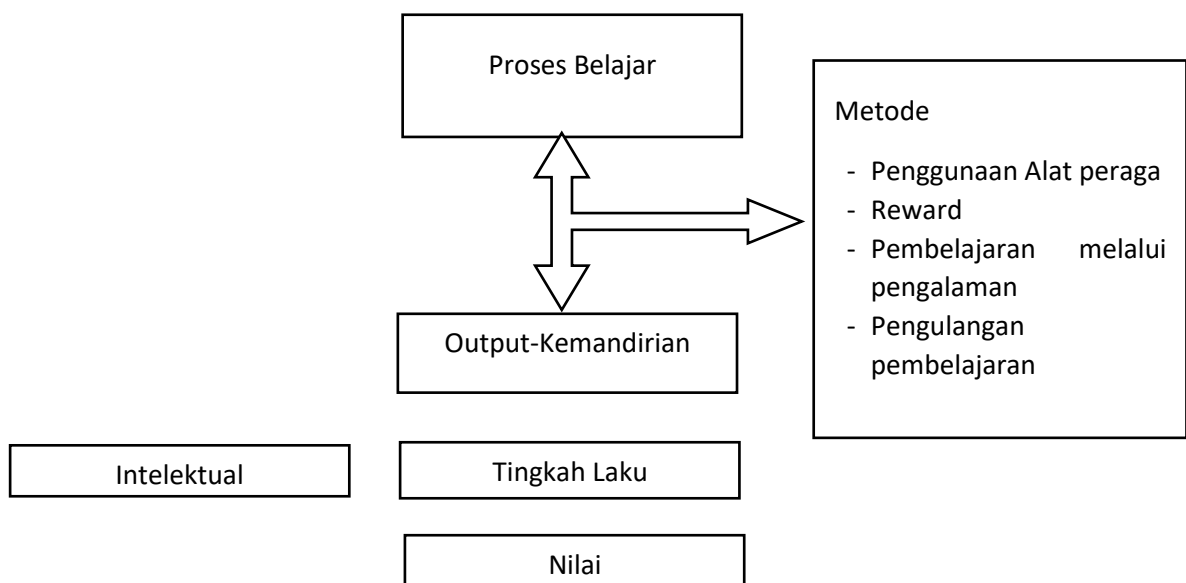 Proses Belajar
Metode
- Penggunaan Alat peraga
- Reward
- Pembelajaran melalui
pengalaman
- Pengulangan
pembelajaran
Output-Kemandirian
Intelektual
Tingkah Laku
Nilai